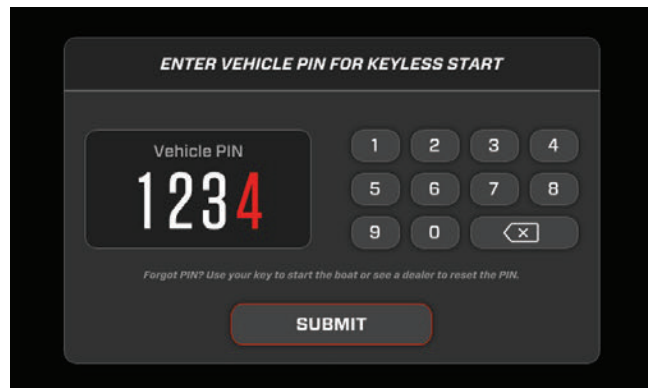 ENTER VEHICLE PIN FOR KEYLESS START
Vehicle PIN
1234
1 2 3 4
5 6 7 8
9 0
Forgot PIN? Use your key to start the boat or see a dealer to reset the PIN.
SUBMIT